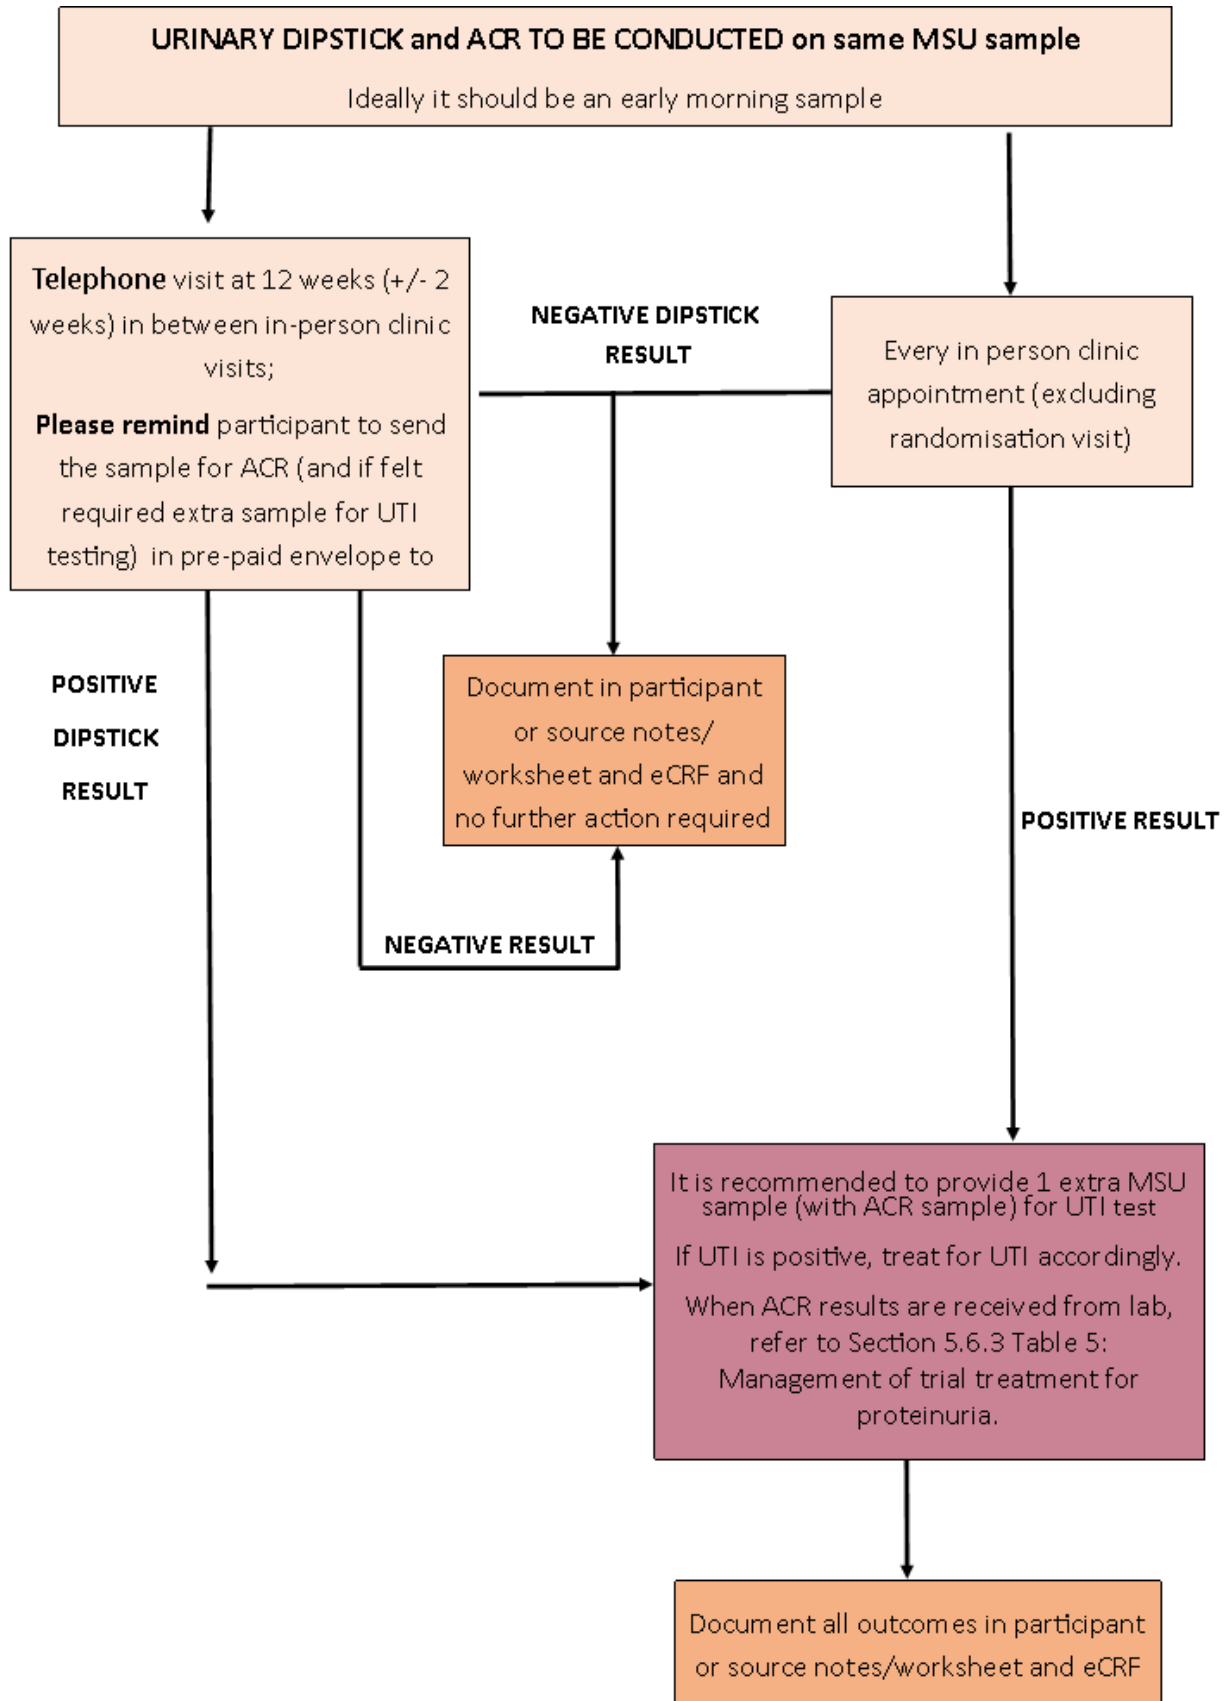 URINARY DIPSTICK and ACR TO BE CONDUCTED on same MSU sample
Ideally it should be an early morning sample
Telephone visit at 12 weeks (+/- 2
weeks) in between in-person clinic
visits;
Please remind participant to send
the sample for ACR (and if felt
required extra sample for UTI
testing) in pre-paid envelope to
NEGATIVE DIPSTICK
RESULT
Every in person clinic
appointment (excluding
randomisation visit)
POSITIVE
DIPSTICK
RESULT
Document in participant
or source notes/
worksheet and eCRF and
no further action required
POSITIVE RESULT
NEGATIVE RESULT
It is recommended to provide 1 extra MSU
sample (with ACR sample) for UTI test
If UTI is positive, treat for UTI accordingly.
When ACR results are received from lab,
refer to Section 5.6.3 Table 5:
Management of trial treatment for
proteinuria.
Document all outcomes in participant
or source notes/worksheet and eCRF